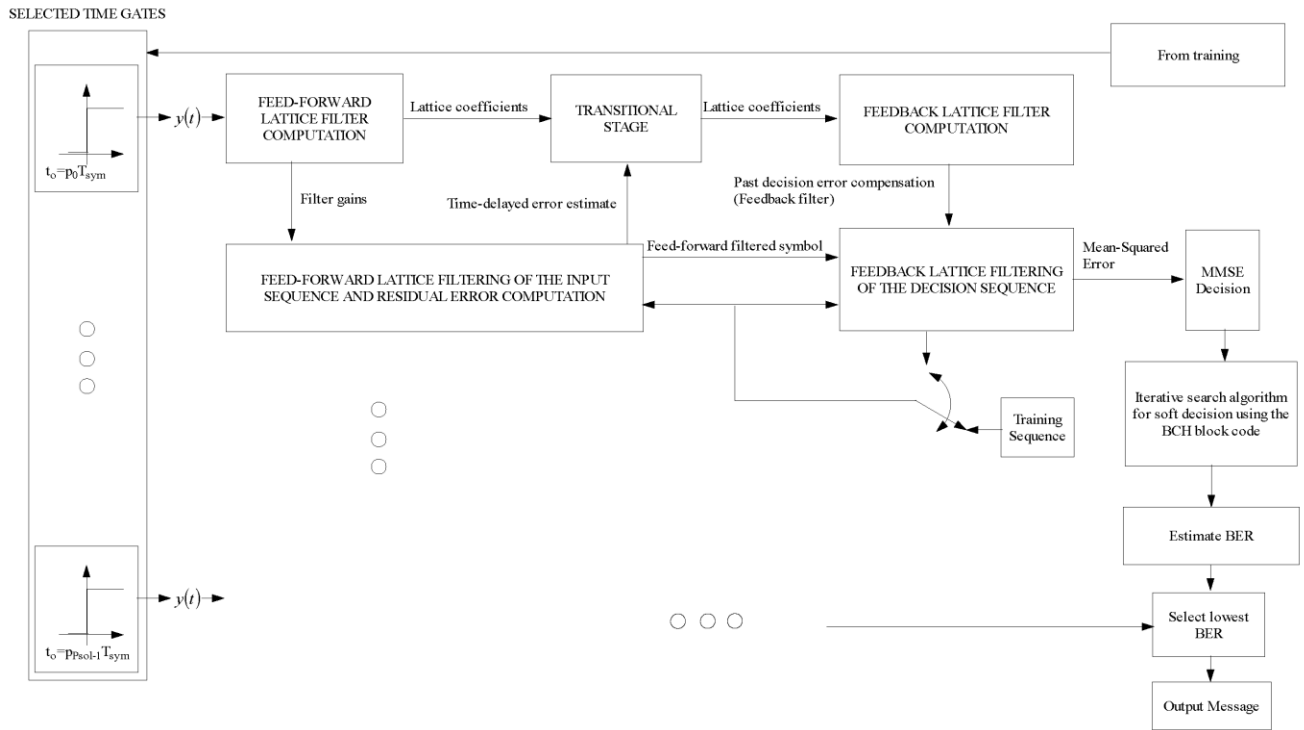 SELECTED TIME GATES
From training
FEED-FORWARD
LATTICE FILTER
COMPUTATION
Lattice coefficients
TRANSITIONAL
STAGE
Lattice coefficients
FEEDBACK LATTICE FILTER
COMPUTATION
y(t)
t₀=p₀Tsym
Filter gains
Time-delayed error estimate
Past decision error compensation
(Feedback filter)
FEED-FORWARD LATTICE FILTERING OF THE INPUT
SEQUENCE AND RESIDUAL ERROR COMPUTATION
Feed-forward filtered symbol
FEEDBACK LATTICE FILTERING
OF THE DECISION SEQUENCE
Mean-Squared
Error
MMSE
Decision
Training
Sequence
Iterative search algorithm
for soft decision using the
BCH block code
Estimate BER
y(t)
t₀=pPsol-1Tsym
Select lowest
BER
Output Message